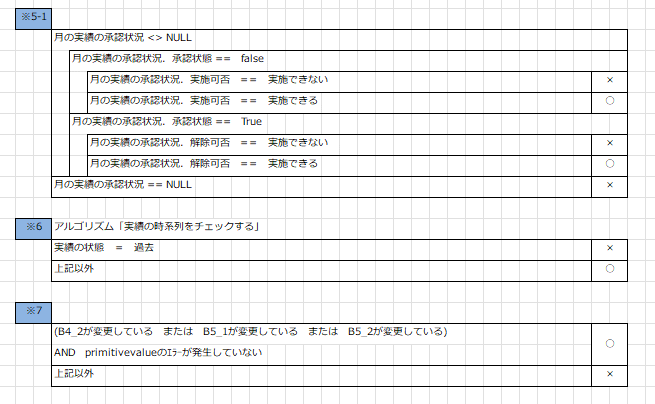 ※5-1
月の実績の承認状況 <> NULL
月の実績の承認状況．承認状態 ==　false
月の実績の承認状況．実施可否　==　実施できない　×
月の実績の承認状況．実施可否　==　実施できる　○
月の実績の承認状況．承認状態 ==　True
月の実績の承認状況．解除可否　==　実施できない　×
月の実績の承認状況．解除可否　==　実施できる　○
月の実績の承認状況 == NULL　×
※6　アルゴリズム「実績の時系列をチェックする」
実績の状態　＝　過去　×
上記以外　○
※7
(B4_2が変更している　または　B5_1が変更している　または　B5_2が変更している)　○
AND　primitivevalueのｴﾗｰが発生していない
上記以外　×